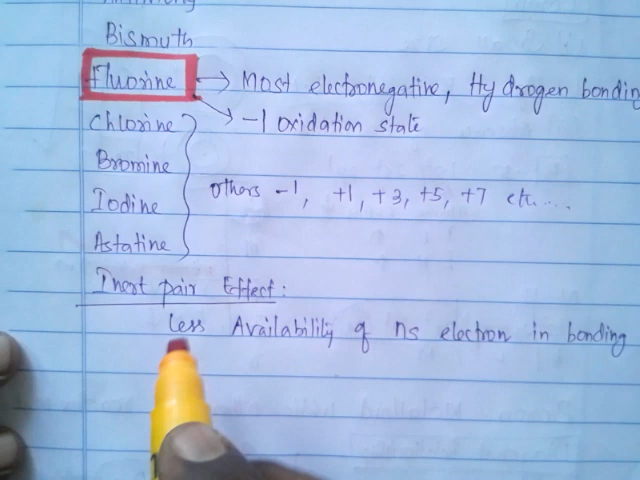 Bismuth
Fluorine → Most electronegative, Hydrogen bondin
→ -1 oxidation state
Chlorine
Bromine
Iodine
Astatine
others -1, +1, +3, +5, +7 etc....
Inert pair Effect:
Less Availability of ns electron in bonding